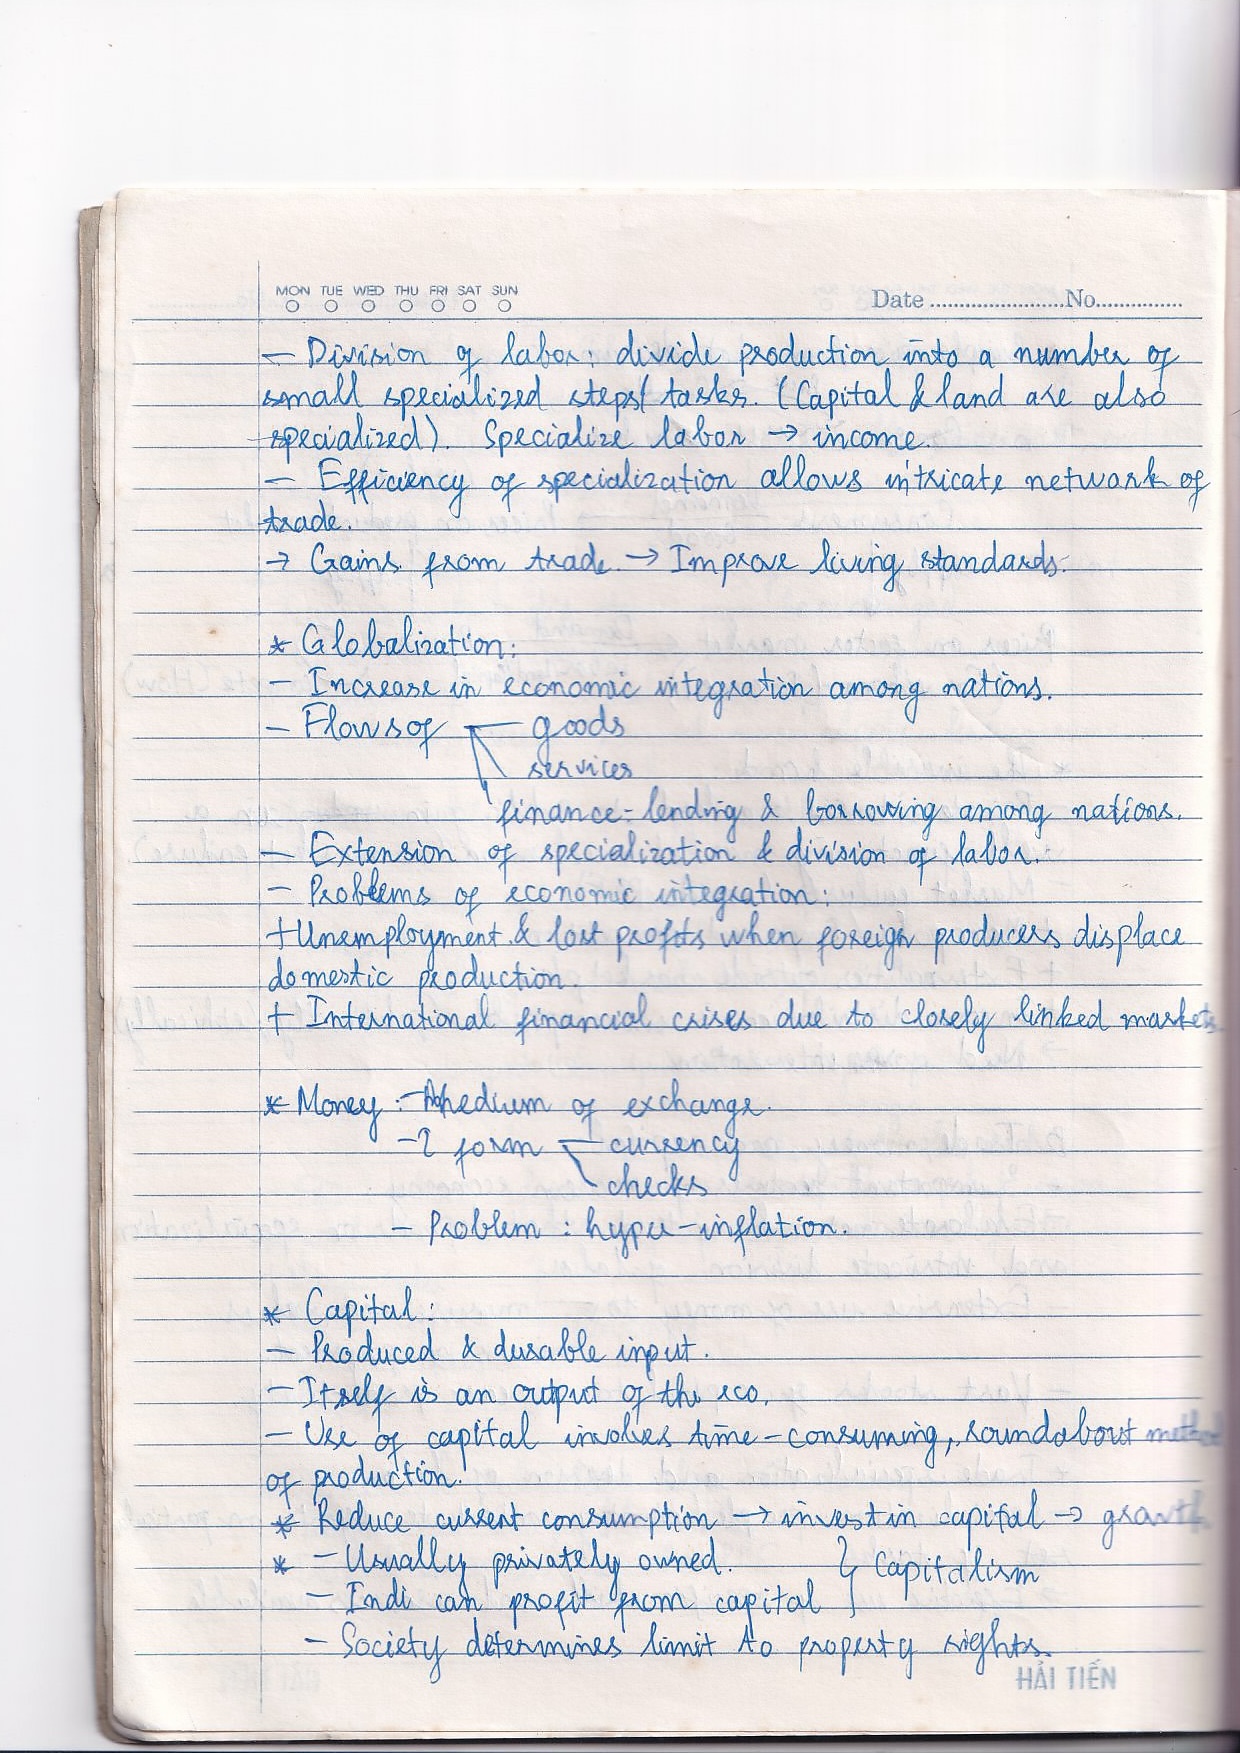 MON TUE WED THU FRI SAT SUN
Date ........................No................
- Division of labor: divide production into a number of
small specialized steps/ tasks. (Capital & land are also
specialized). Specialize labor → income.
- Efficiency of specialization allows intricate network of
trade.
→ Gains from trade → Improve living standards.
* Globalization:
- Increase in economic integration among nations.
- Flows of goods
services
finance - lending & borrowing among nations.
- Extension of specialization & division of labor.
- Problems of economic integration:
+ Unemployment & lost profits when foreign producers displace
domestic production.
+ International financial crises due to closely linked markets
* Money : - Medium of exchange.
- 2 form currency
checks
- Problem : hyper-inflation.
* Capital :
- Produced & durable input.
- Itself is an output of the eco.
- Use of capital involves time-consuming, roundabout method
of production.
* Reduce current consumption → invest in capital → growth
* - Usually privately owned. } Capitalism
- Indi can profit from capital
- Society determines limit to property rights.
HẢI TIẾN